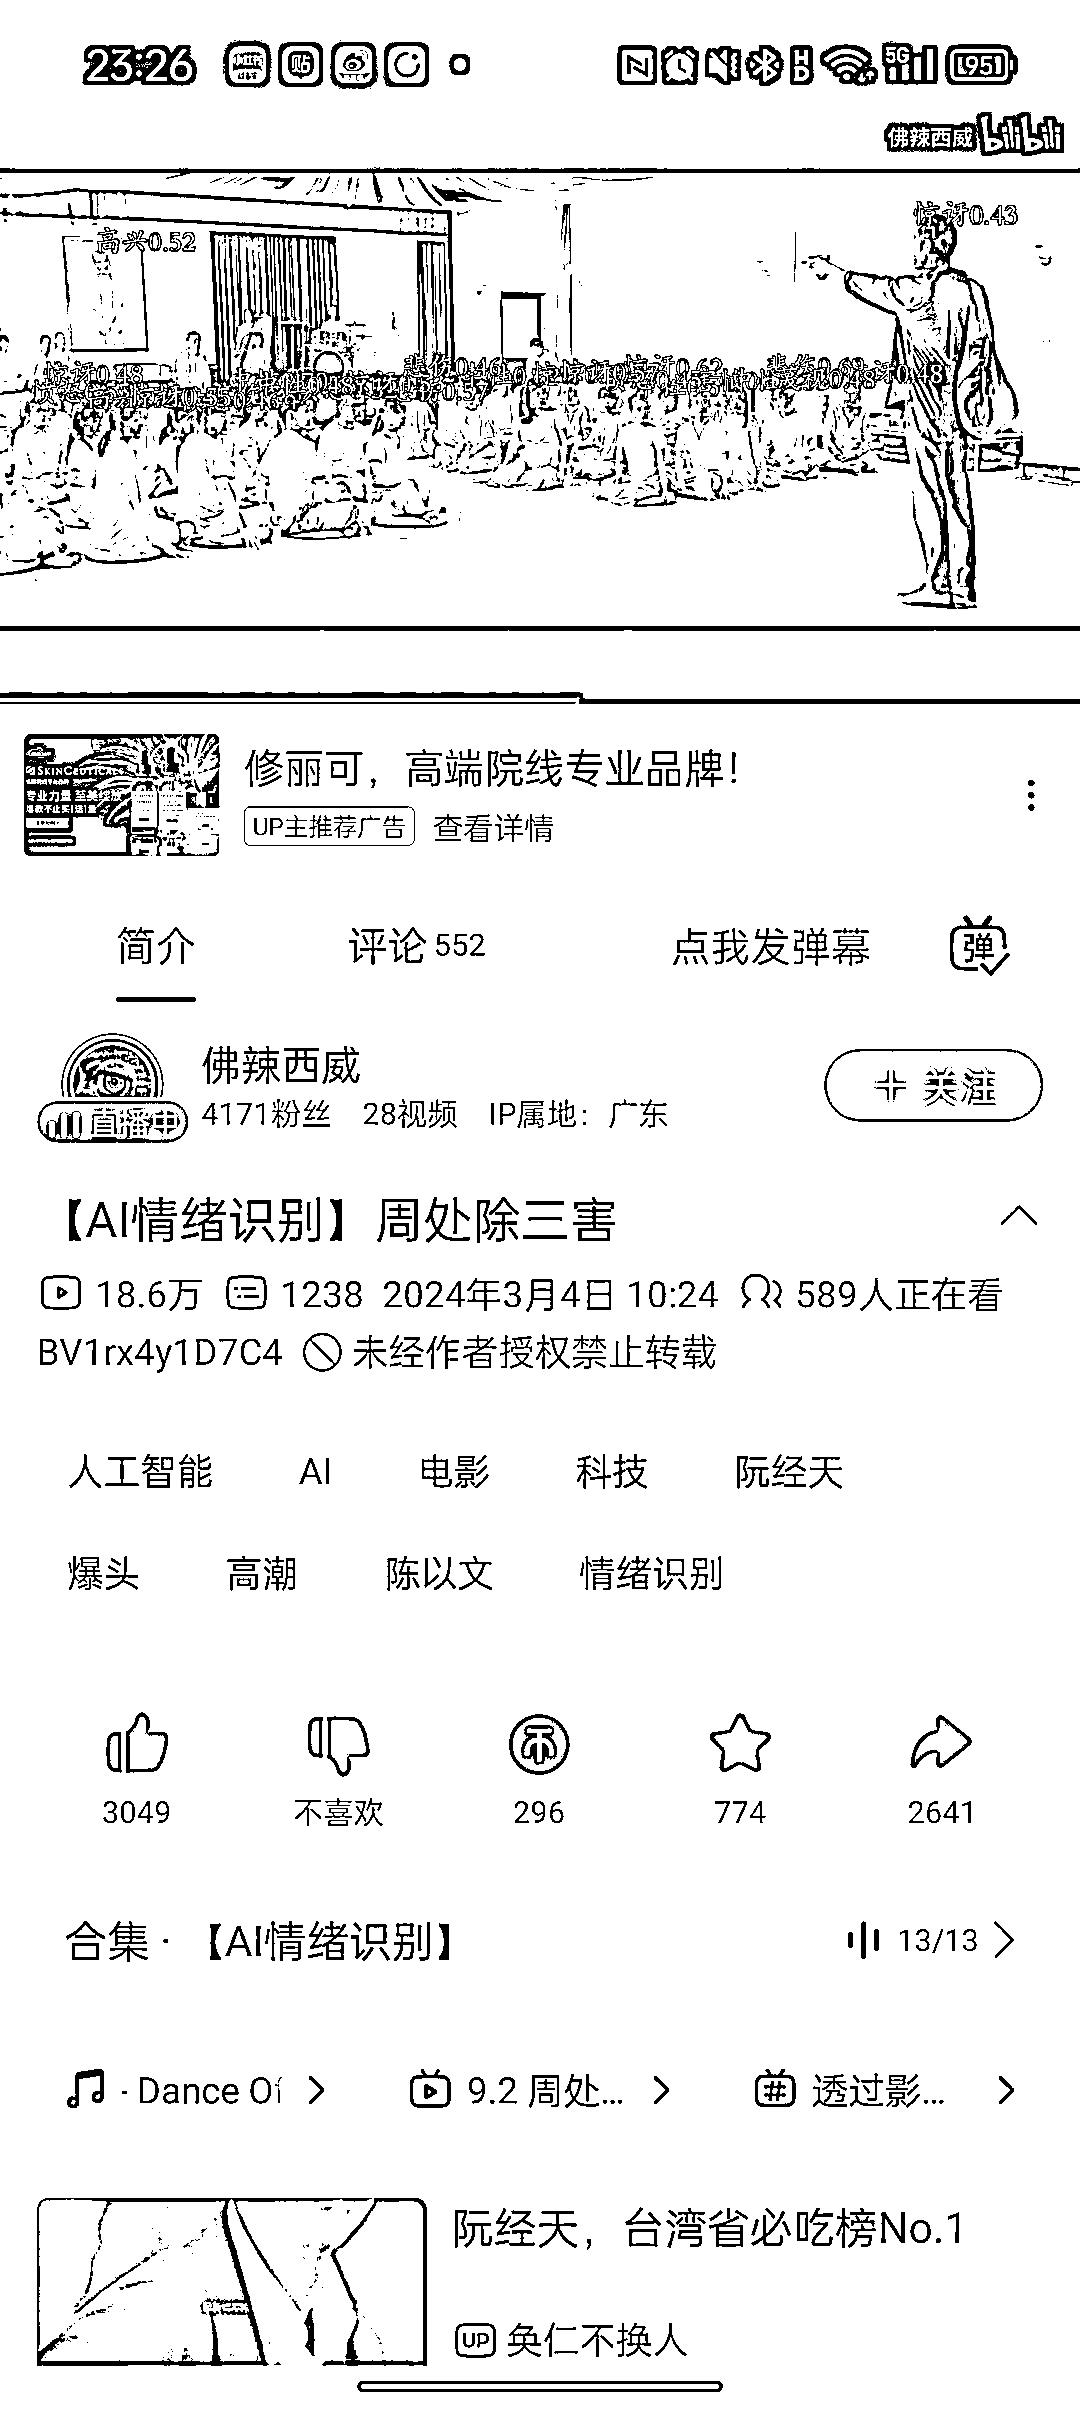 23:26
5G
佛辣西威 bilibili
惊讶0.43
高兴0.52
修丽可，高端院线专业品牌！
UP主推荐广告 查看详情
简介 评论 552 点我发弹幕 弹
佛辣西威
直播中 4171粉丝 28视频 IP属地：广东
关注
【AI情绪识别】周处除三害
18.6万 1238 2024年3月4日 10:24 589人正在看
BV1rx4y1D7C4 未经作者授权禁止转载
人工智能 AI 电影 科技 阮经天
爆头 高潮 陈以文 情绪识别
3049 不喜欢 296 774 2641
合集 · 【AI情绪识别】 13/13
· Dance Of 9.2 周处... 透过影...
阮经天，台湾省必吃榜No.1
UP 奂仁不换人